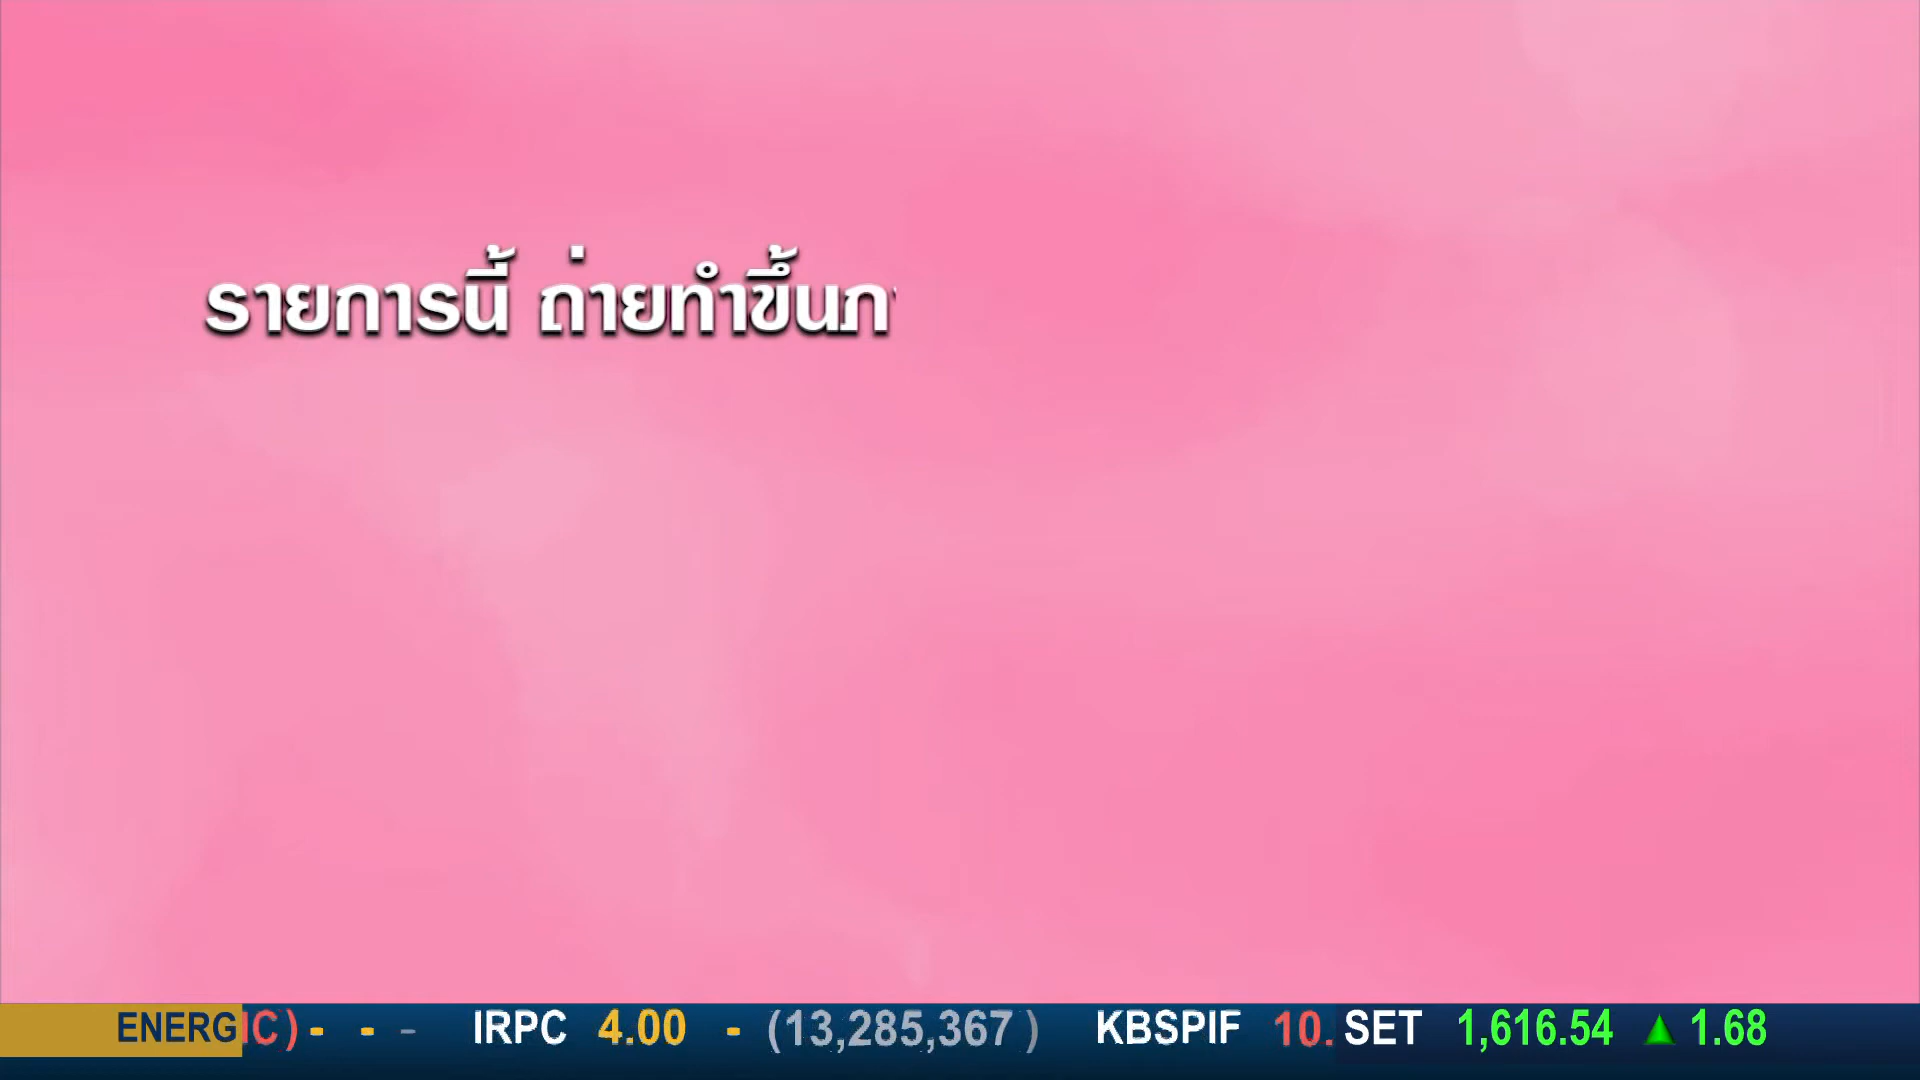 รายการนี้ ถ่ายทำขึ้นภ
ENERG IC) - - - IRPC 4.00 - (13,285,367 ) KBSPIF 10. SET 1,616.54 ▲ 1.68